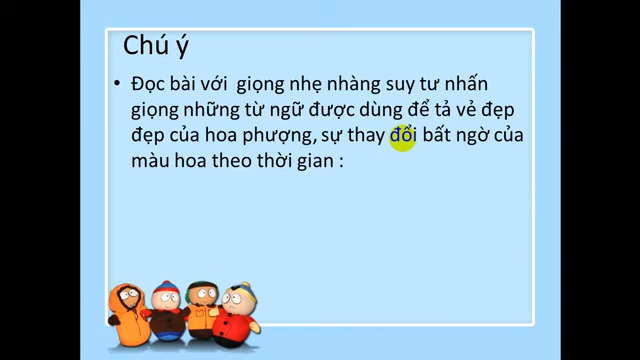 Chú ý
• Đọc bài với giọng nhẹ nhàng suy tư nhấn
giọng những từ ngữ được dùng để tả vẻ đẹp
đẹp của hoa phượng, sự thay đổi bất ngờ của
màu hoa theo thời gian :